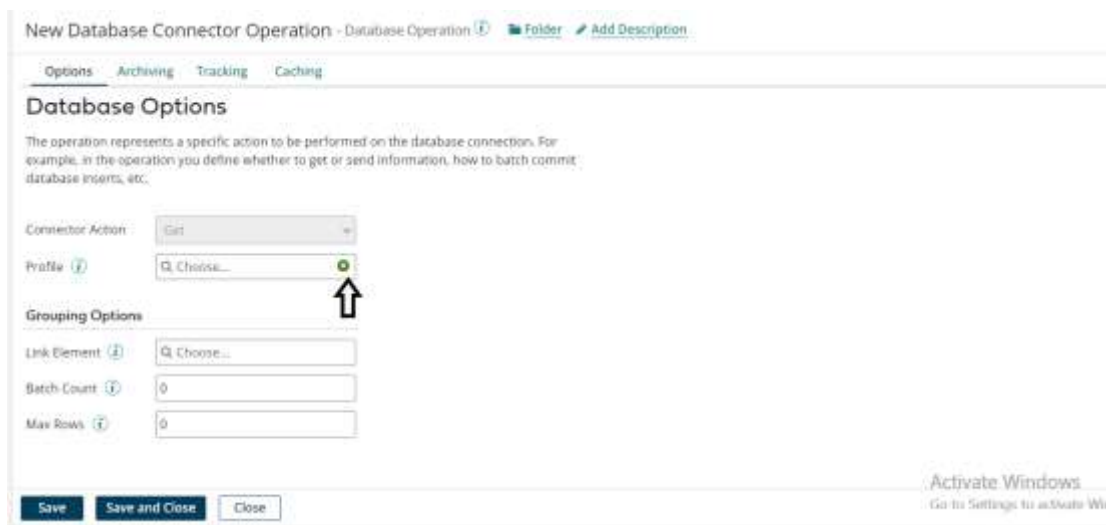 New Database Connector Operation - Database Operation Folder Add Description
Options Archiving Tracking Caching
Database Options
The operation represents a specific action to be performed on the database connection. For
example, in the operation you define whether to get or send information, how to batch commit
database inserts, etc.
Connector Action Get
Profile Choose...
Grouping Options
Link Element Choose...
Batch Count 0
Max Rows 0
Activate Windows
Go to Settings to activate Wi
Save Save and Close Close